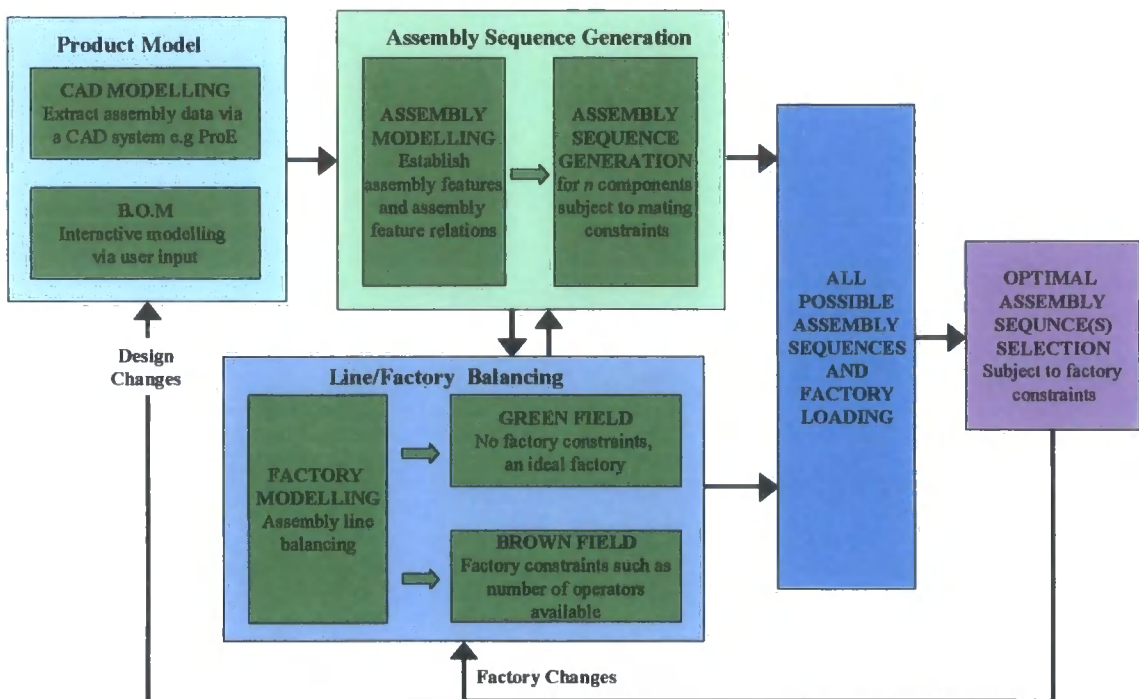 Product Model
CAD MODELLING
Extract assembly data via
a CAD system e.g ProE
B.O.M
Interactive modelling
via user input
Assembly Sequence Generation
ASSEMBLY
MODELLING
Establish
assembly features
and assembly
feature relations
ASSEMBLY
SEQUENCE
GENERATION
for n components
subject to mating
constraints
Design
Changes
Line/Factory Balancing
FACTORY
MODELLING
Assembly line
balancing
GREEN FIELD
No factory constraints,
an ideal factory
BROWN FIELD
Factory constraints such as
number of operators
available
ALL
POSSIBLE
ASSEMBLY
SEQUENCES
AND
FACTORY
LOADING
OPTIMAL
ASSEMBLY
SEQUNCE(S)
SELECTION
Subject to factory
constraints
Factory Changes